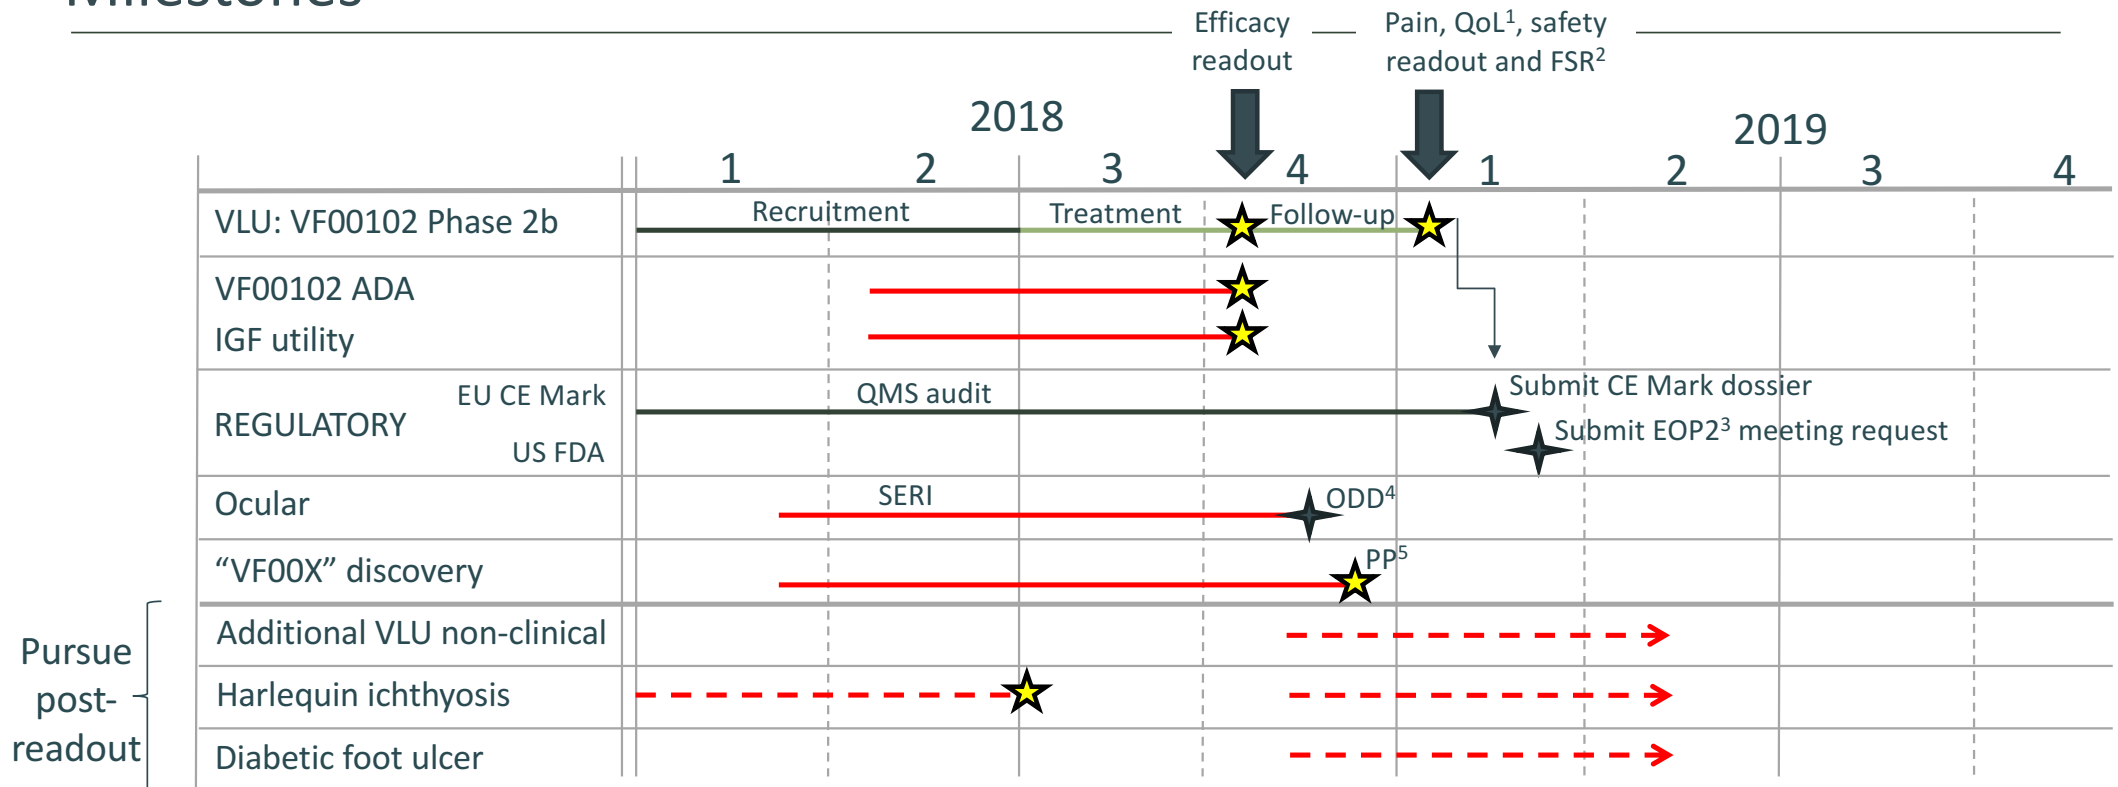 Milestones
Efficacy
readout
Pain, QoL¹, safety
readout and FSR²
2018
2019
1 2 3 4 1 2 3 4
VLU: VF00102 Phase 2b
Recruitment
Treatment
Follow-up
VF00102 ADA
IGF utility
REGULATORY
EU CE Mark
US FDA
QMS audit
Submit CE Mark dossier
Submit EOP2³ meeting request
Ocular
SERI
ODD⁴
“VF00X” discovery
PP⁵
Pursue
post-
readout
Additional VLU non-clinical
Harlequin ichthyosis
Diabetic foot ulcer